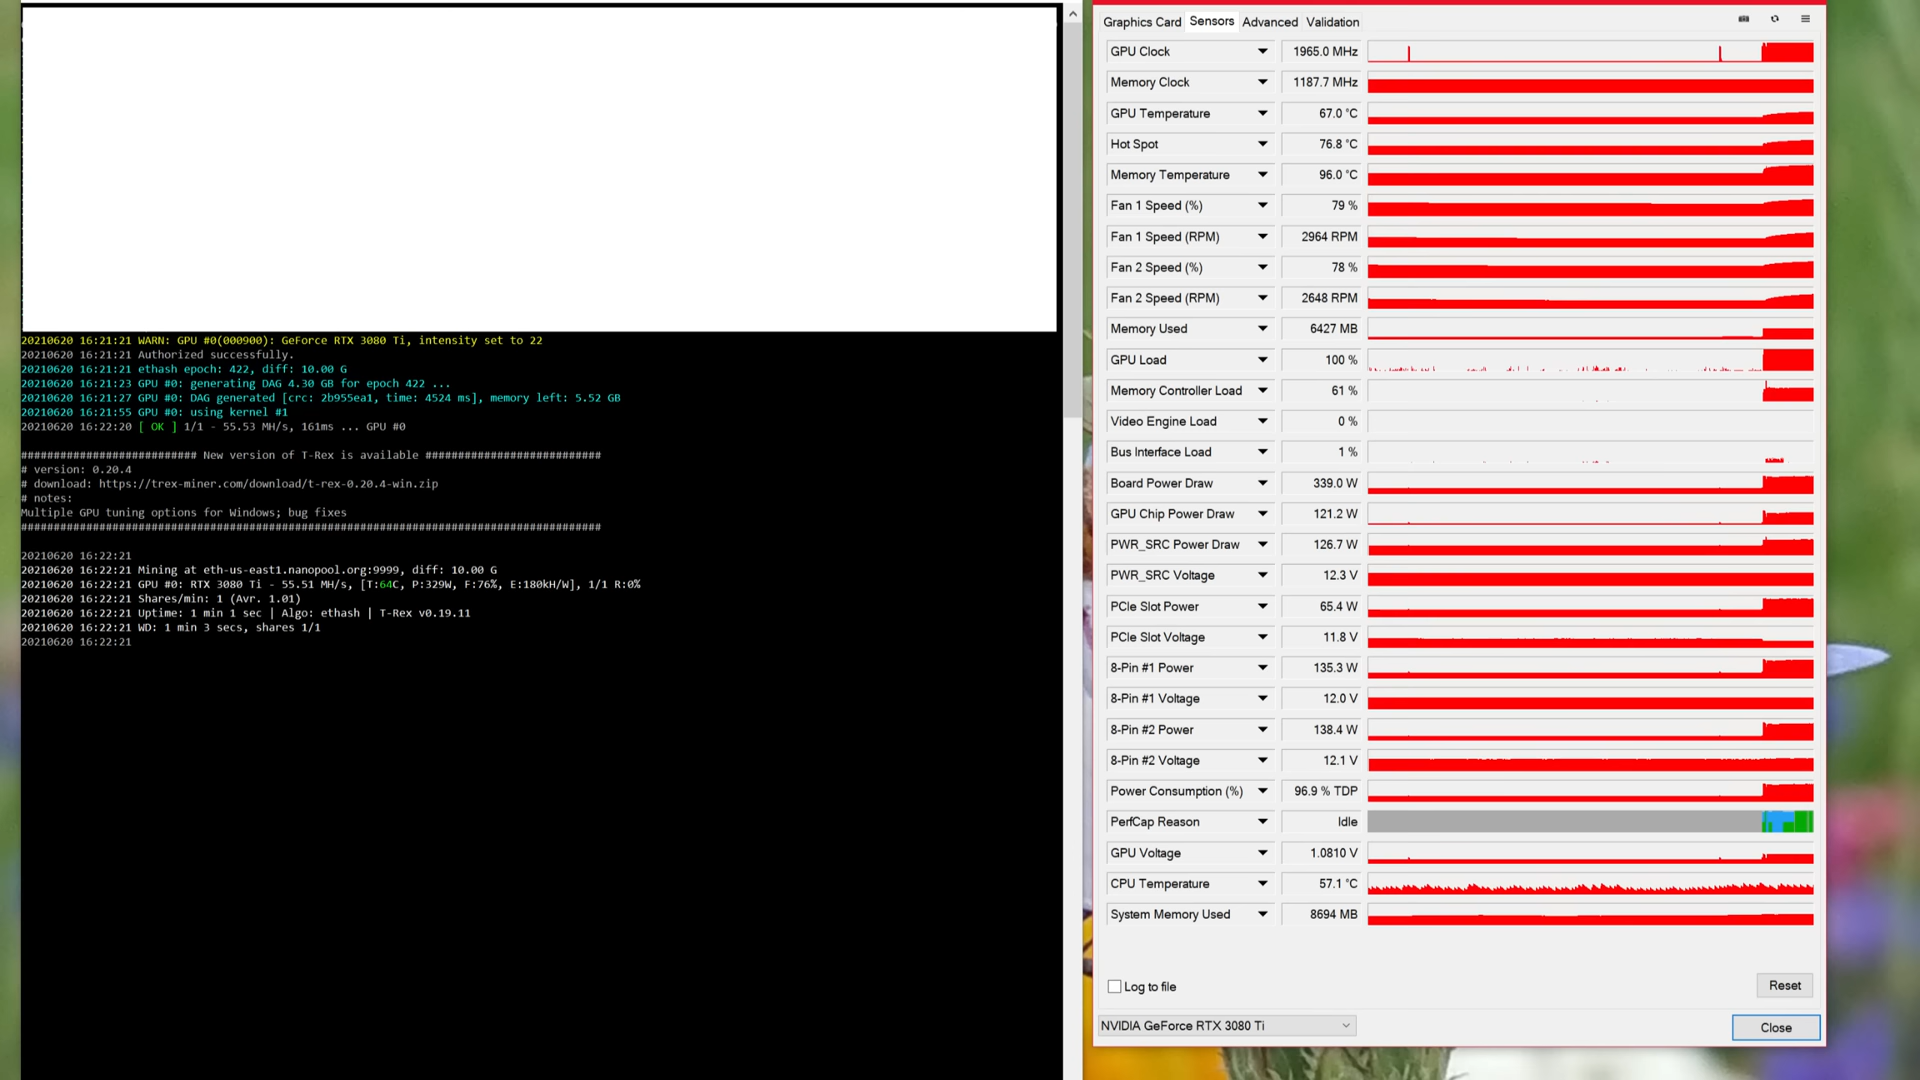 20210620 16:21:21 WARN: GPU #0(000900): GeForce RTX 3080 Ti, intensity set to 22
20210620 16:21:21 Authorized successfully.
20210620 16:21:21 ethash epoch: 422, diff: 10.00 G
20210620 16:21:23 GPU #0: generating DAG 4.30 GB for epoch 422 ...
20210620 16:21:27 GPU #0: DAG generated [crc: 2b955ea1, time: 4524 ms], memory left: 5.52 GB
20210620 16:21:55 GPU #0: using kernel #1
20210620 16:22:20 [ OK ] 1/1 - 55.53 MH/s, 161ms ... GPU #0
########################### New version of T-Rex is available ###########################
# version: 0.20.4
# download: https://trex-miner.com/download/t-rex-0.20.4-win.zip
# notes:
Multiple GPU tuning options for Windows; bug fixes
#########################################################################################
20210620 16:22:21
20210620 16:22:21 Mining at eth-us-east1.nanopool.org:9999, diff: 10.00 G
20210620 16:22:21 GPU #0: RTX 3080 Ti - 55.51 MH/s, [T:64C, P:329W, F:76%, E:180kH/W], 1/1 R:0%
20210620 16:22:21 Shares/min: 1 (Avr. 1.01)
20210620 16:22:21 Uptime: 1 min 1 sec | Algo: ethash | T-Rex v0.19.11
20210620 16:22:21 WD: 1 min 3 secs, shares 1/1
20210620 16:22:21
Graphics Card Sensors Advanced Validation
GPU Clock 1965.0 MHz
Memory Clock 1187.7 MHz
GPU Temperature 67.0 °C
Hot Spot 76.8 °C
Memory Temperature 96.0 °C
Fan 1 Speed (%) 79 %
Fan 1 Speed (RPM) 2964 RPM
Fan 2 Speed (%) 78 %
Fan 2 Speed (RPM) 2648 RPM
Memory Used 6427 MB
GPU Load 100 %
Memory Controller Load 61 %
Video Engine Load 0 %
Bus Interface Load 1 %
Board Power Draw 339.0 W
GPU Chip Power Draw 121.2 W
PWR_SRC Power Draw 126.7 W
PWR_SRC Voltage 12.3 V
PCIe Slot Power 65.4 W
PCIe Slot Voltage 11.8 V
8-Pin #1 Power 135.3 W
8-Pin #1 Voltage 12.0 V
8-Pin #2 Power 138.4 W
8-Pin #2 Voltage 12.1 V
Power Consumption (%) 96.9 % TDP
PerfCap Reason Idle
GPU Voltage 1.0810 V
CPU Temperature 57.1 °C
System Memory Used 8694 MB
Log to file Reset
NVIDIA GeForce RTX 3080 Ti Close